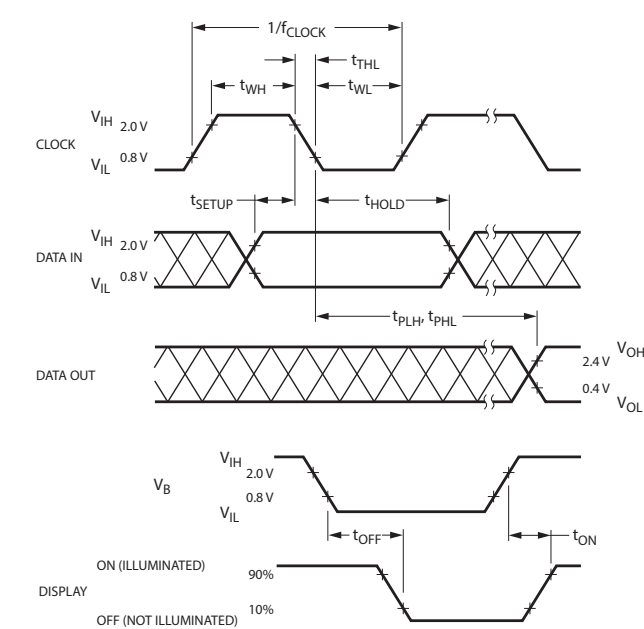 1/fCLOCK
tTHL
tWH
tWL
VIH 2.0 V
CLOCK
VIL 0.8 V
tSETUP
tHOLD
VIH 2.0 V
DATA IN
VIL 0.8 V
tPLH, tPHL
VOH
2.4 V
DATA OUT
0.4 V
VOL
VIH
2.0 V
VB
0.8 V
VIL
tOFF
tON
ON (ILLUMINATED)
90%
DISPLAY
10%
OFF (NOT ILLUMINATED)